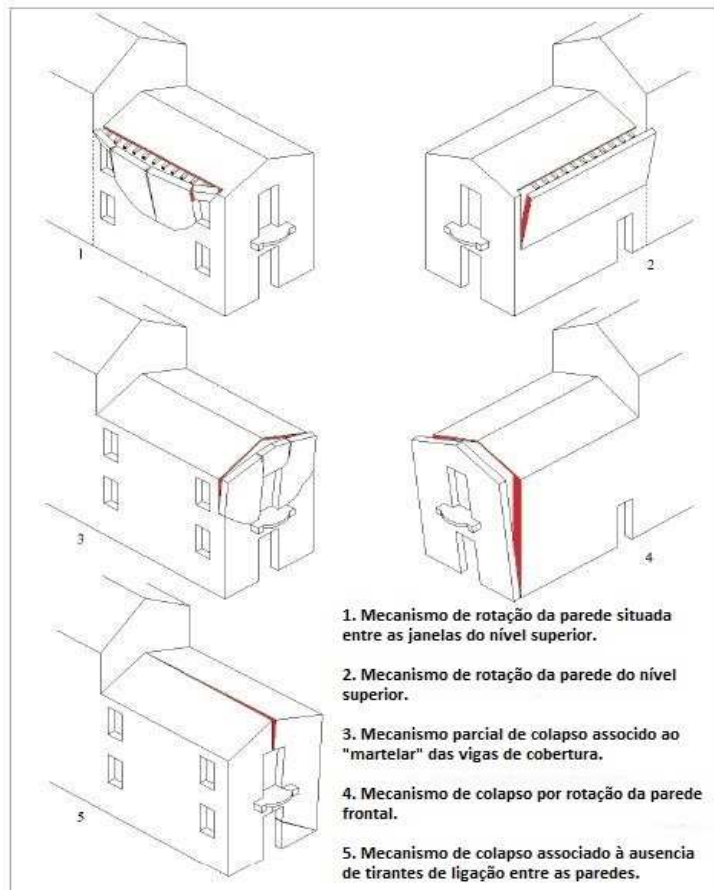 1
2
3
4
5
1. Mecanismo de rotação da parede situada
entre as janelas do nível superior.
2. Mecanismo de rotação da parede do nível
superior.
3. Mecanismo parcial de colapso assocido ao
"martelar" das vigas de cobertura.
4. Mecanismo de colapso por rotação da parede
frontal.
5. Mecanismo de colapso associado à ausencia
de tirantes de ligação entre as paredes.